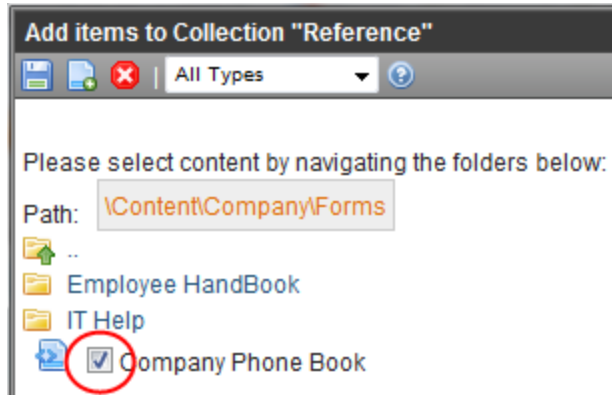 Add items to Collection "Reference"
| All Types
Please select content by navigating the folders below:
Path: \Content\Company\Forms
..
Employee HandBook
IT Help
Company Phone Book